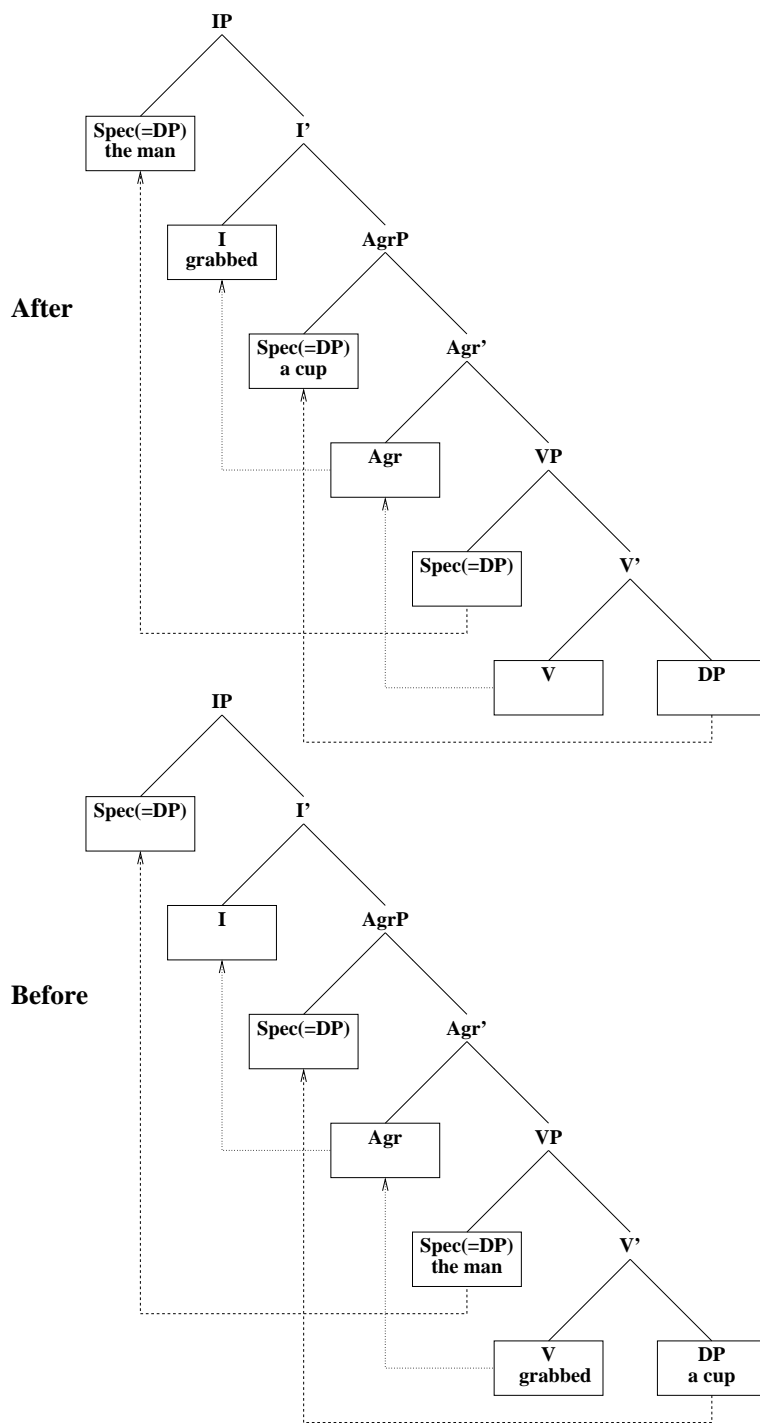 IP
Spec(=DP)
the man
I’
I
grabbed
AgrP
After
Spec(=DP)
a cup
Agr’
Agr
VP
Spec(=DP)
V’
V
DP
IP
Spec(=DP)
I’
I
AgrP
Before
Spec(=DP)
Agr’
Agr
VP
Spec(=DP)
the man
V’
V
grabbed
DP
a cup